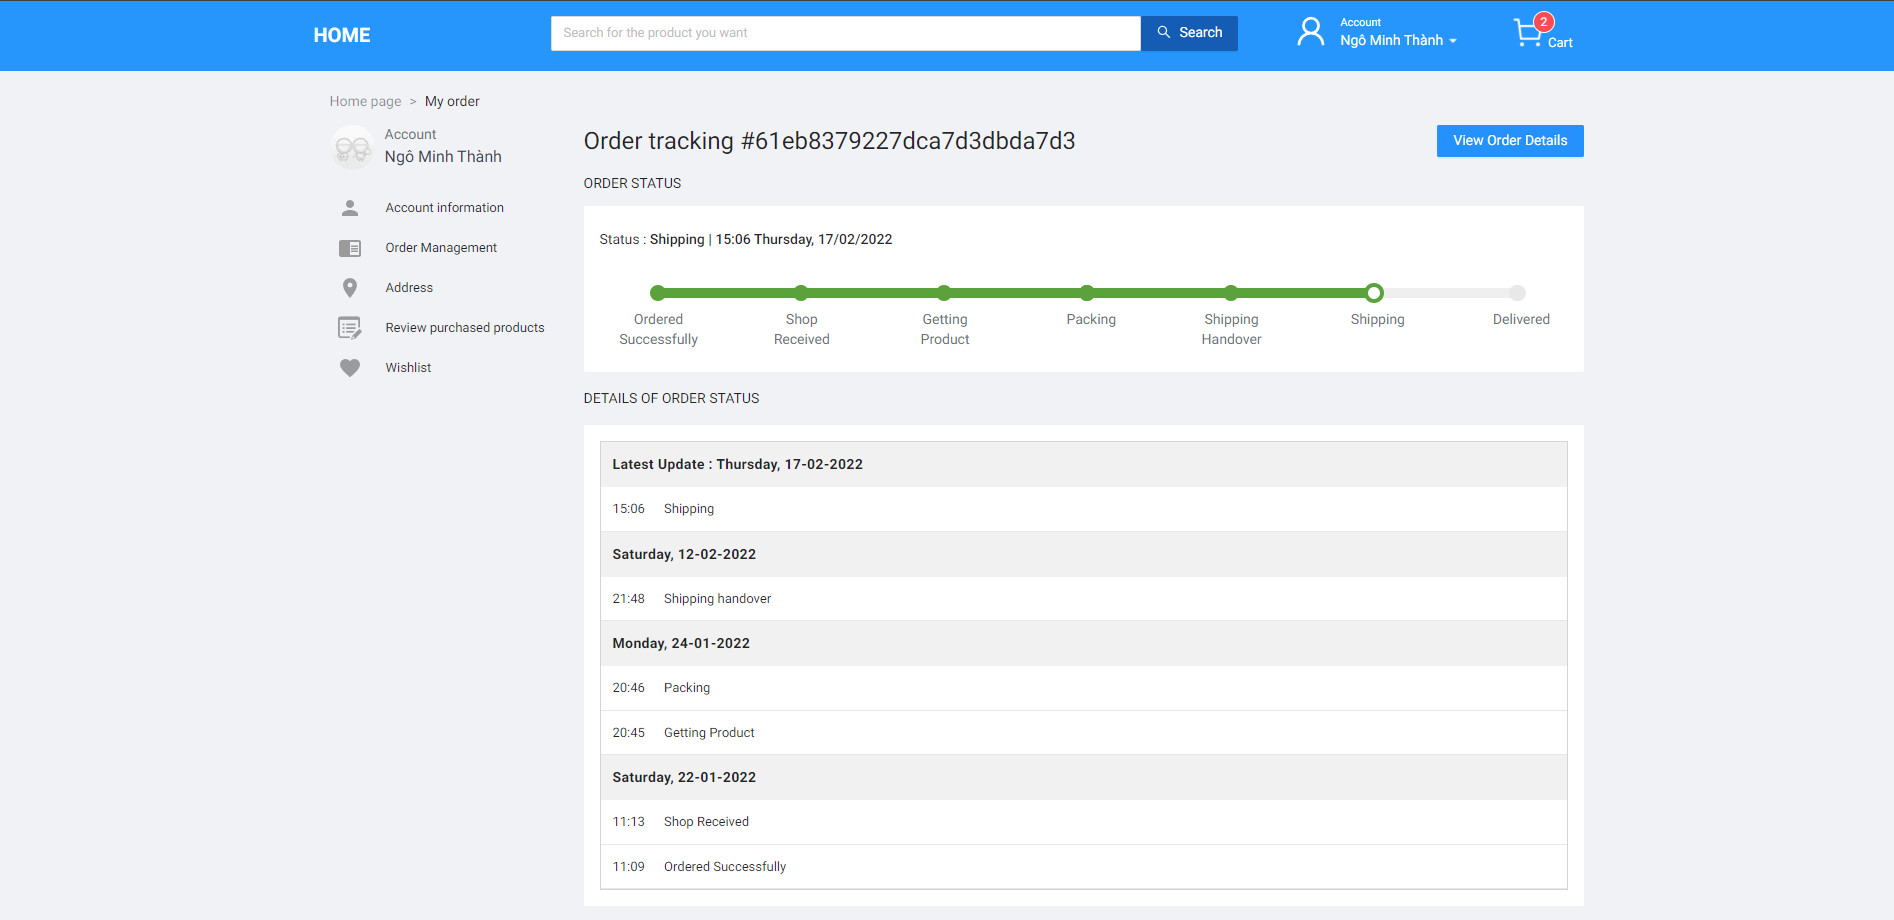 HOME
Search for the product you want
Search
Account
Ngô Minh Thành
2
Cart
Home page > My order
Account
Ngô Minh Thành
Account information
Order Management
Address
Review purchased products
Wishlist
Order tracking #61eb8379227dca7d3dbda7d3
View Order Details
ORDER STATUS
Status : Shipping | 15:06 Thursday, 17/02/2022
Ordered
Successfully
Shop
Received
Getting
Product
Packing
Shipping
Handover
Shipping
Delivered
DETAILS OF ORDER STATUS
Latest Update : Thursday, 17-02-2022
15:06 Shipping
Saturday, 12-02-2022
21:48 Shipping handover
Monday, 24-01-2022
20:46 Packing
20:45 Getting Product
Saturday, 22-01-2022
11:13 Shop Received
11:09 Ordered Successfully